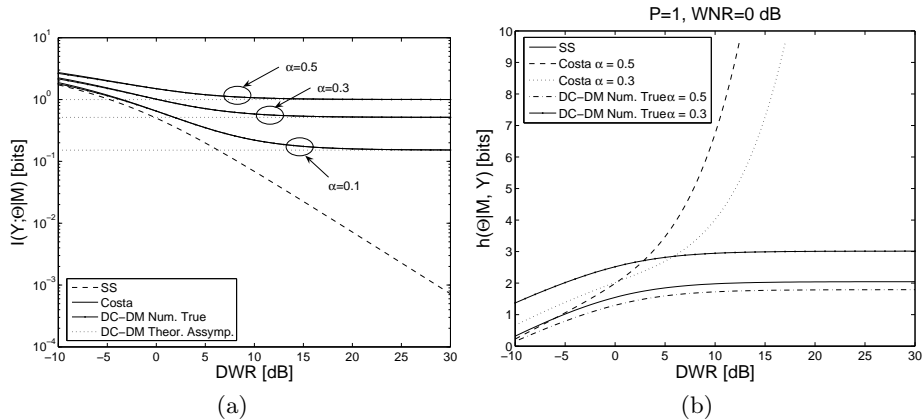 I(Y;Θ|M) [bits]
10^1
10^0
10^-1
10^-2
10^-3
10^-4
α=0.5
α=0.3
α=0.1
SS
Costa
DC−DM Num. True
DC−DM Theor. Assymp.
−10 −5 0 5 10 15 20 25 30
DWR [dB]
(a)
P=1, WNR=0 dB
h(Θ|M, Y) [bits]
10
9
8
7
6
5
4
3
2
1
0
SS
Costa α = 0.5
Costa α = 0.3
DC−DM Num. Trueα = 0.5
DC−DM Num. Trueα = 0.3
−10 −5 0 5 10 15 20 25 30
DWR [dB]
(b)